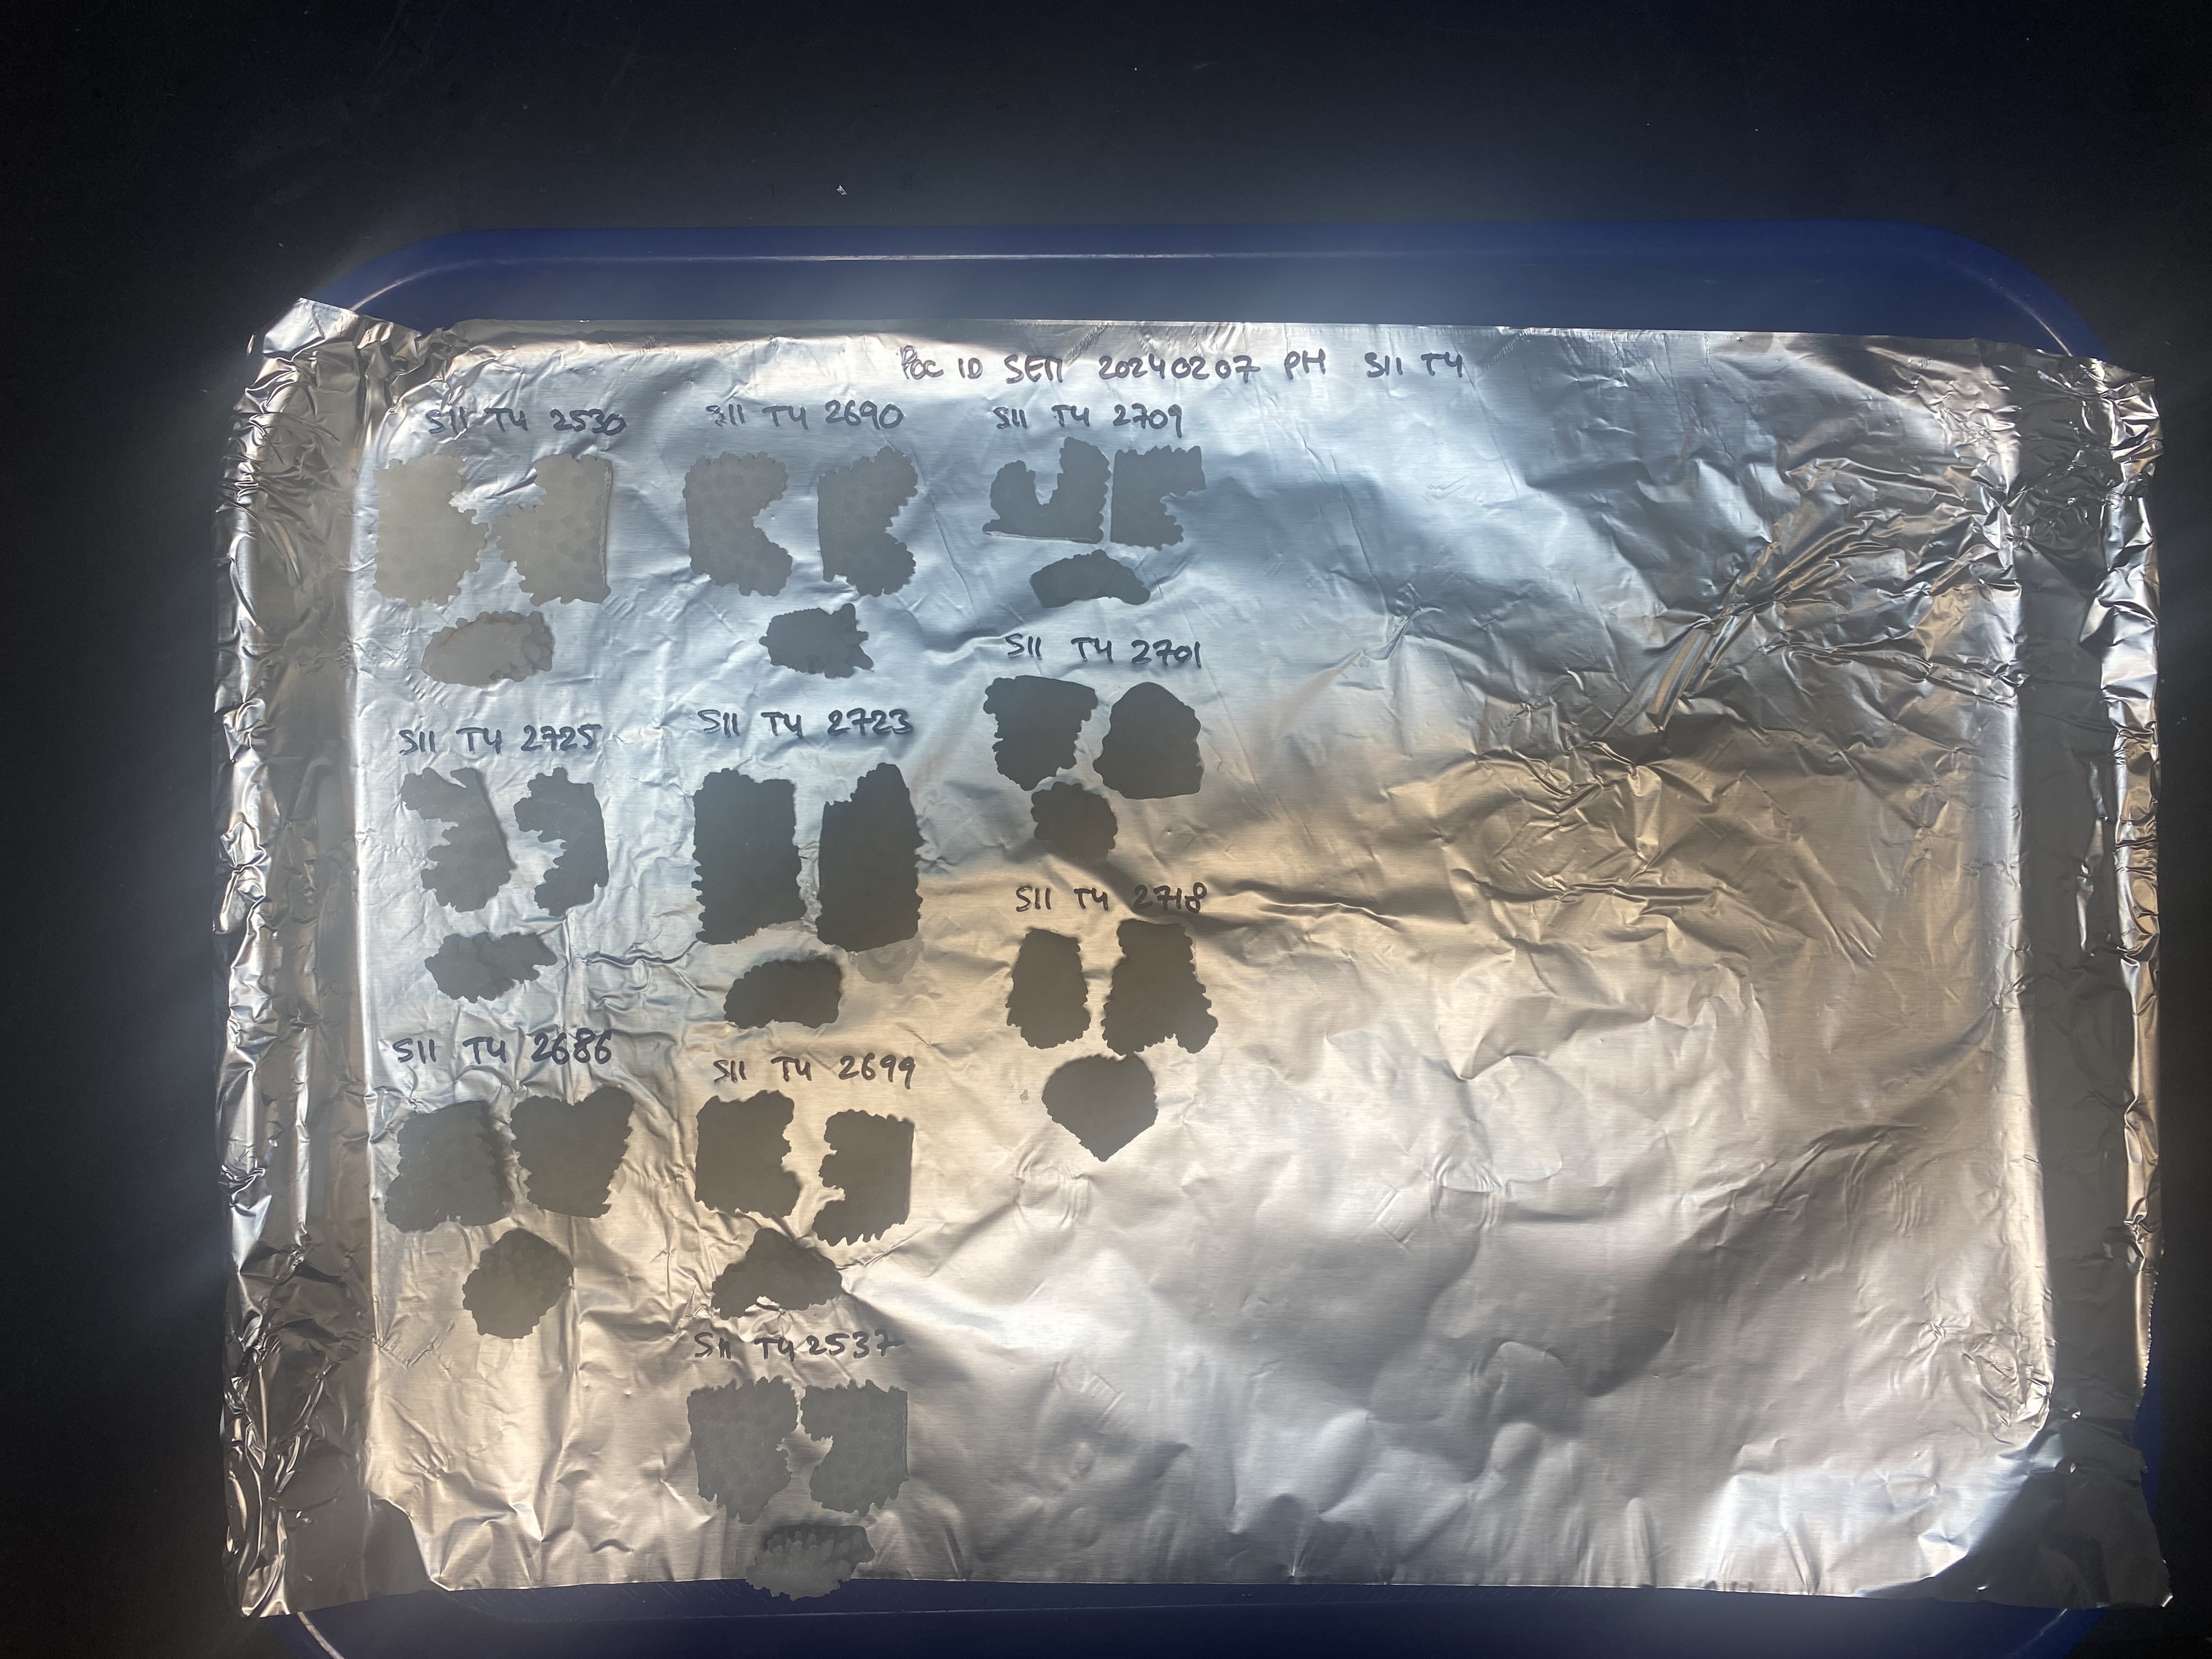 POC ID SEM 20240207 PH S11 T4
S11 T4 2530
S11 T4 2690
S11 T4 2709
S11 T4 2701
S11 T4 2725
S11 T4 2723
S11 T4 2718
S11 T4 2686
S11 T4 2699
S11 T4 2537